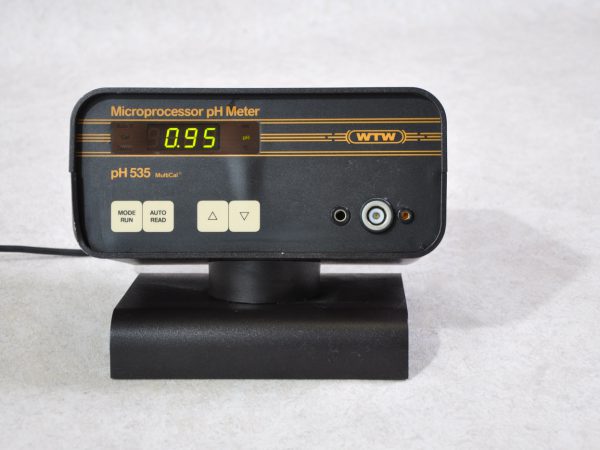 Microprocessor pH Meter
0.95
pH
WTW
pH 535 MultiCal
MODE
RUN
AUTO
READ